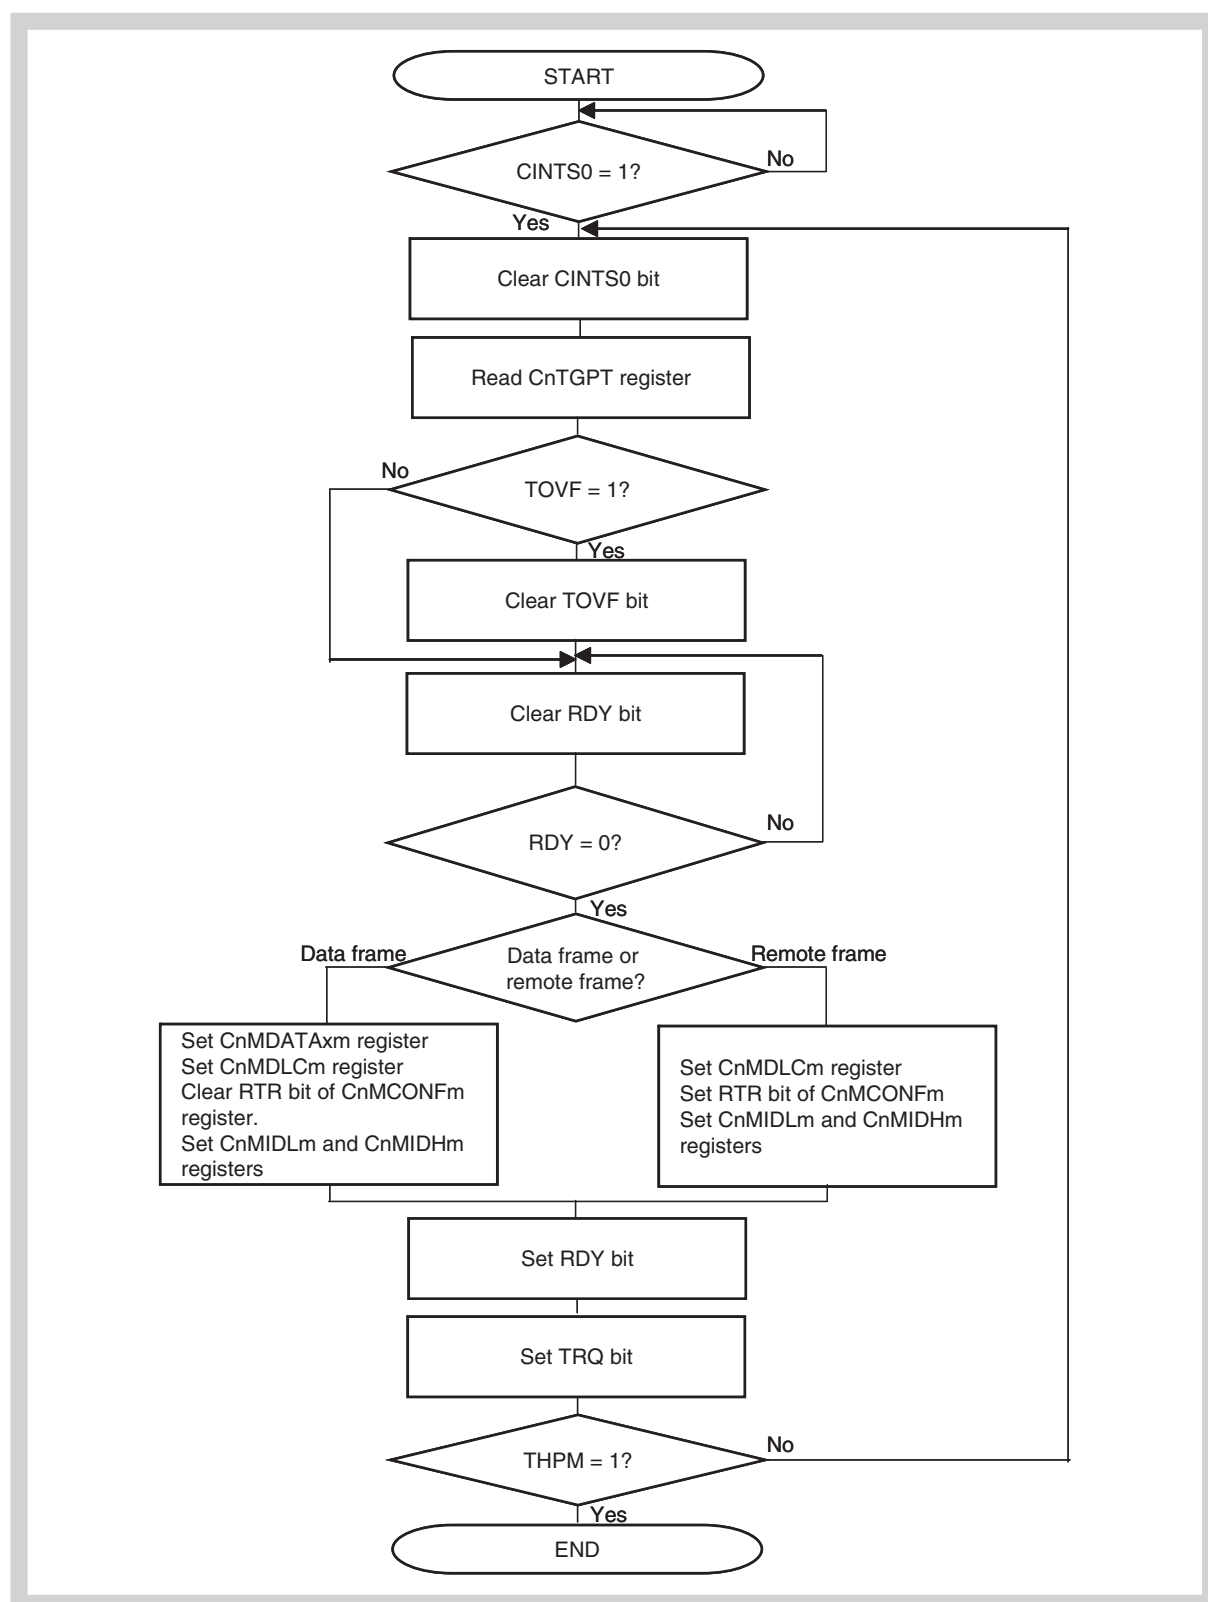 START
CINTS0 = 1?
No
Yes
Clear CINTS0 bit
Read CnTGPT register
No
TOVF = 1?
Yes
Clear TOVF bit
Clear RDY bit
RDY = 0?
No
Yes
Data frame
Data frame or
remote frame?
Remote frame
Set CnMDATAxm register
Set CnMDLCm register
Clear RTR bit of CnMCONFm
register.
Set CnMIDLm and CnMIDHm
registers
Set CnMDLCm register
Set RTR bit of CnMCONFm
Set CnMIDLm and CnMIDHm
registers
Set RDY bit
Set TRQ bit
THPM = 1?
No
Yes
END